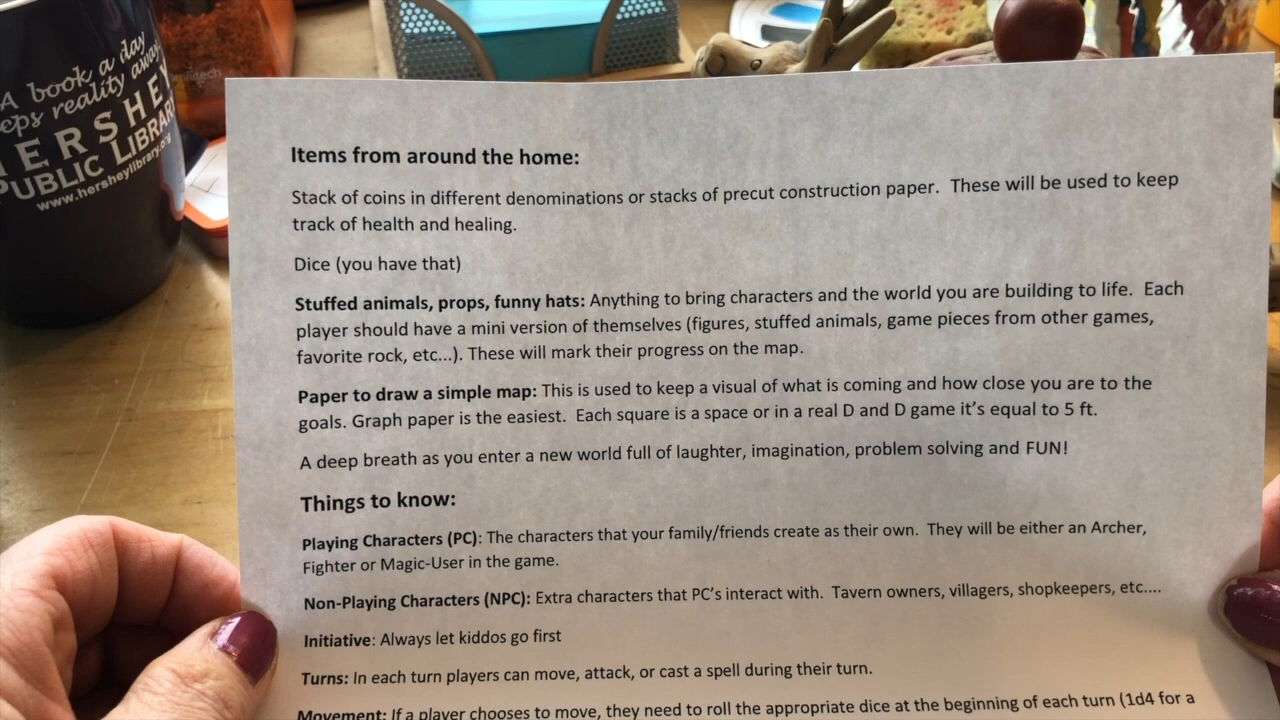 A book a day
eps reality away.
HERSHEY
PUBLIC LIBRARY
www.hersheylibrary.org
Items from around the home:
Stack of coins in different denominations or stacks of precut construction paper.  These will be used to keep
track of health and healing.
Dice (you have that)
Stuffed animals, props, funny hats: Anything to bring characters and the world you are building to life.  Each
player should have a mini version of themselves (figures, stuffed animals, game pieces from other games,
favorite rock, etc...). These will mark their progress on the map.
Paper to draw a simple map: This is used to keep a visual of what is coming and how close you are to the
goals. Graph paper is the easiest.  Each square is a space or in a real D and D game it's equal to 5 ft.
A deep breath as you enter a new world full of laughter, imagination, problem solving and FUN!
Things to know:
Playing Characters (PC): The characters that your family/friends create as their own.  They will be either an Archer,
Fighter or Magic-User in the game.
Non-Playing Characters (NPC): Extra characters that PC's interact with.  Tavern owners, villagers, shopkeepers, etc....
Initiative: Always let kiddos go first
Turns: In each turn players can move, attack, or cast a spell during their turn.
Movement: If a player chooses to move, they need to roll the appropriate dice at the beginning of each turn (1d4 for a